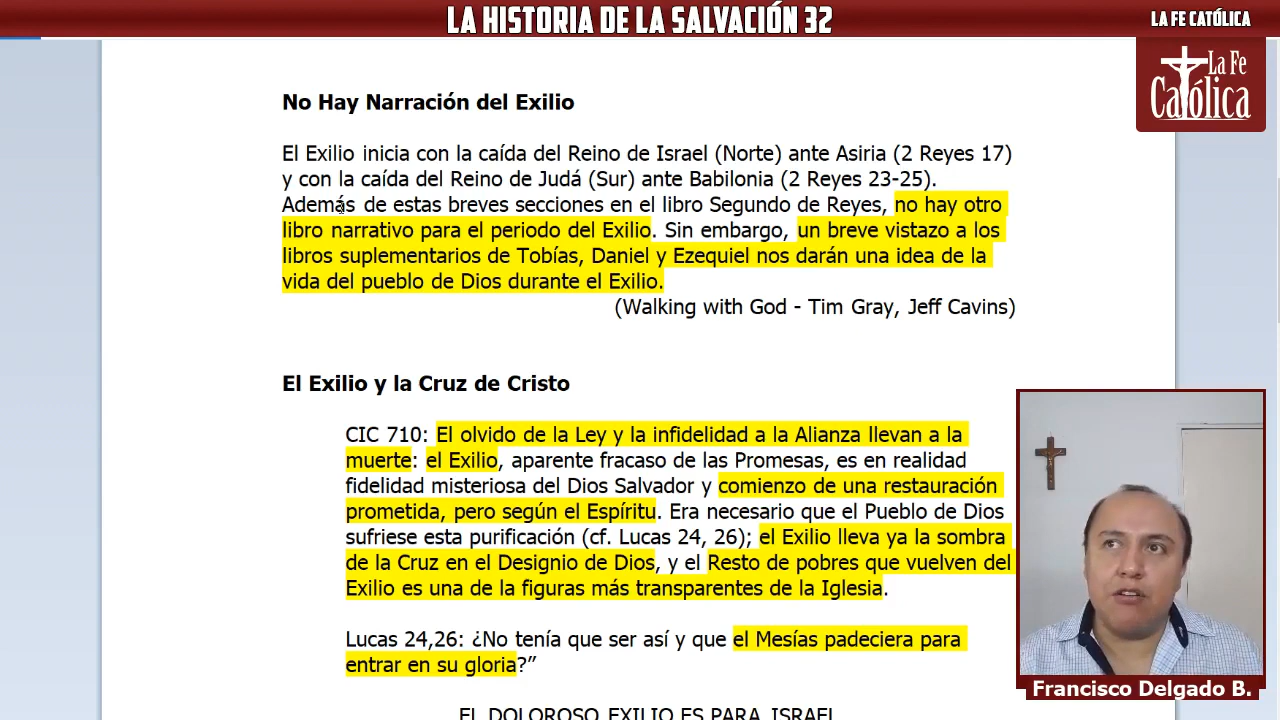 LA HISTORIA DE LA SALVACIÓN 32
LA FE CATÓLICA
La Fe
Católica
No Hay Narración del Exilio
El Exilio inicia con la caída del Reino de Israel (Norte) ante Asiria (2 Reyes 17)
y con la caída del Reino de Judá (Sur) ante Babilonia (2 Reyes 23-25).
Además de estas breves secciones en el libro Segundo de Reyes, no hay otro
libro narrativo para el periodo del Exilio. Sin embargo, un breve vistazo a los
libros suplementarios de Tobías, Daniel y Ezequiel nos darán una idea de la
vida del pueblo de Dios durante el Exilio.
(Walking with God - Tim Gray, Jeff Cavins)
El Exilio y la Cruz de Cristo
CIC 710: El olvido de la Ley y la infidelidad a la Alianza llevan a la
muerte: el Exilio, aparente fracaso de las Promesas, es en realidad
fidelidad misteriosa del Dios Salvador y comienzo de una restauración
prometida, pero según el Espíritu. Era necesario que el Pueblo de Dios
sufriese esta purificación (cf. Lucas 24, 26); el Exilio lleva ya la sombra
de la Cruz en el Designio de Dios, y el Resto de pobres que vuelven del
Exilio es una de la figuras más transparentes de la Iglesia.
Lucas 24,26: ¿No tenía que ser así y que el Mesías padeciera para
entrar en su gloria?”
EL DOLOROSO EXILIO ES PARA ISRAEL
Francisco Delgado B.